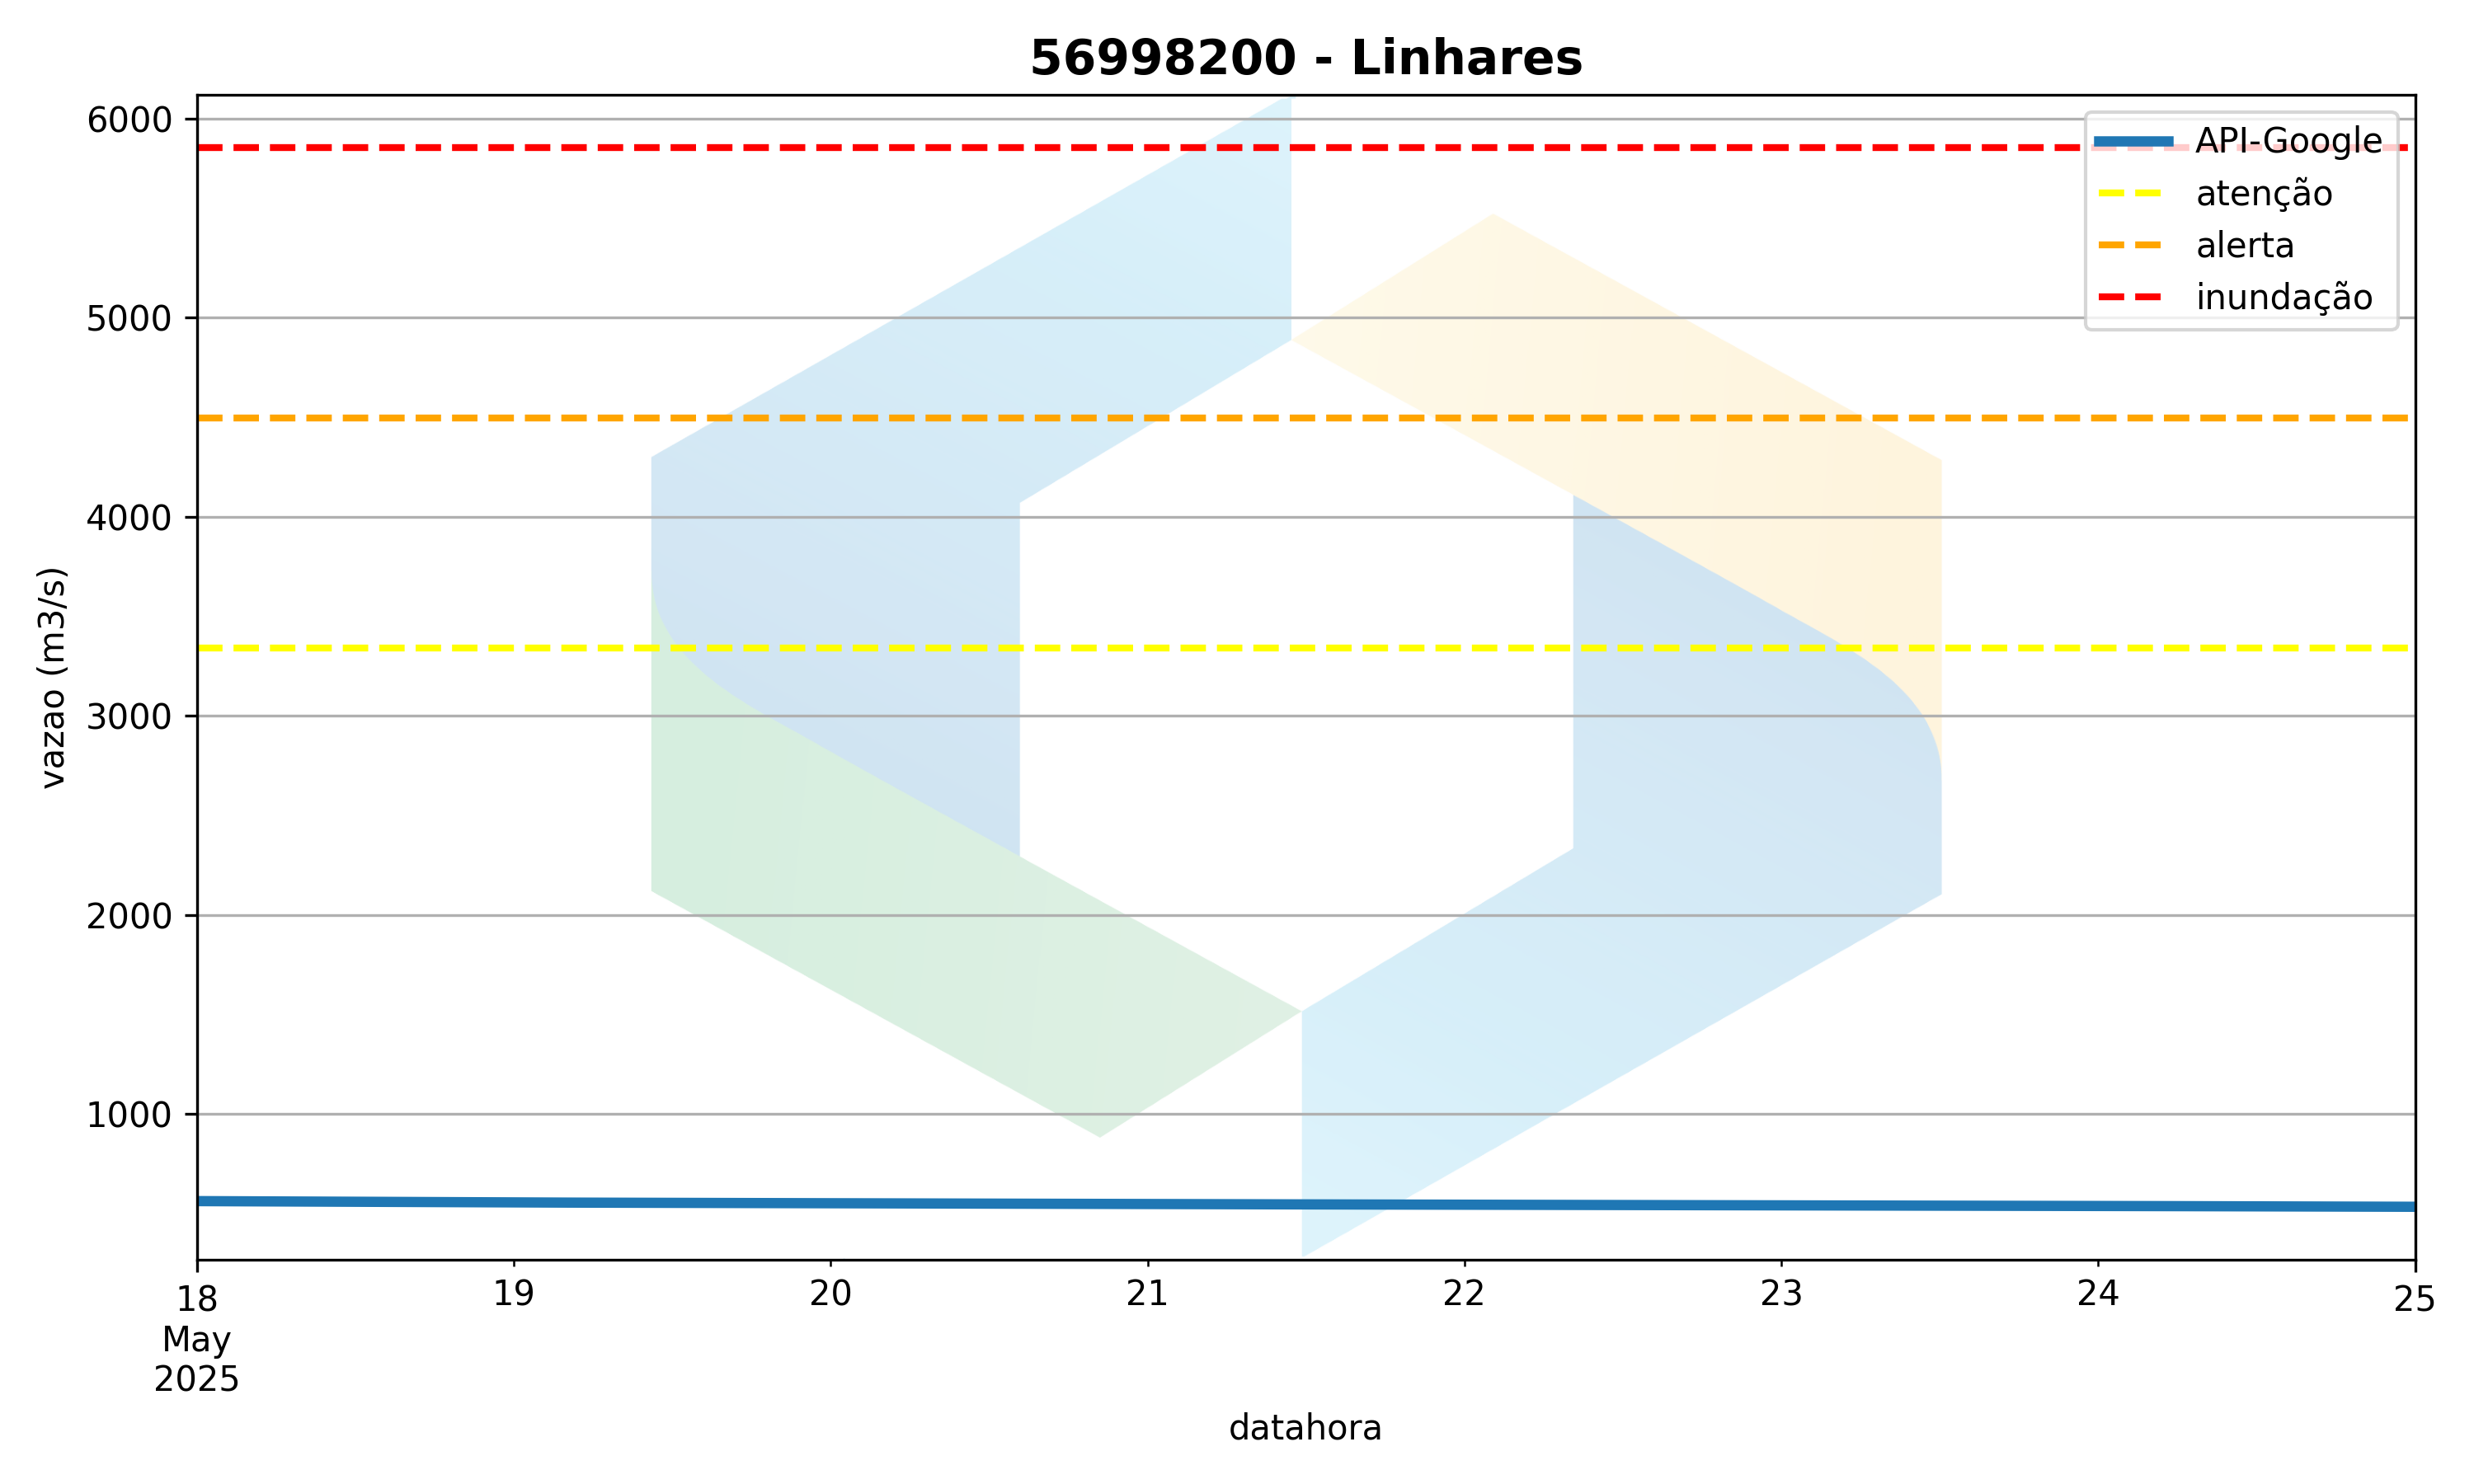 56998200 - Linhares
6000
5000
4000
3000
2000
1000
vazao (m3/s)
API-Google
atenção
alerta
inundação
18
May
2025
19
20
21
22
23
24
25
datahora